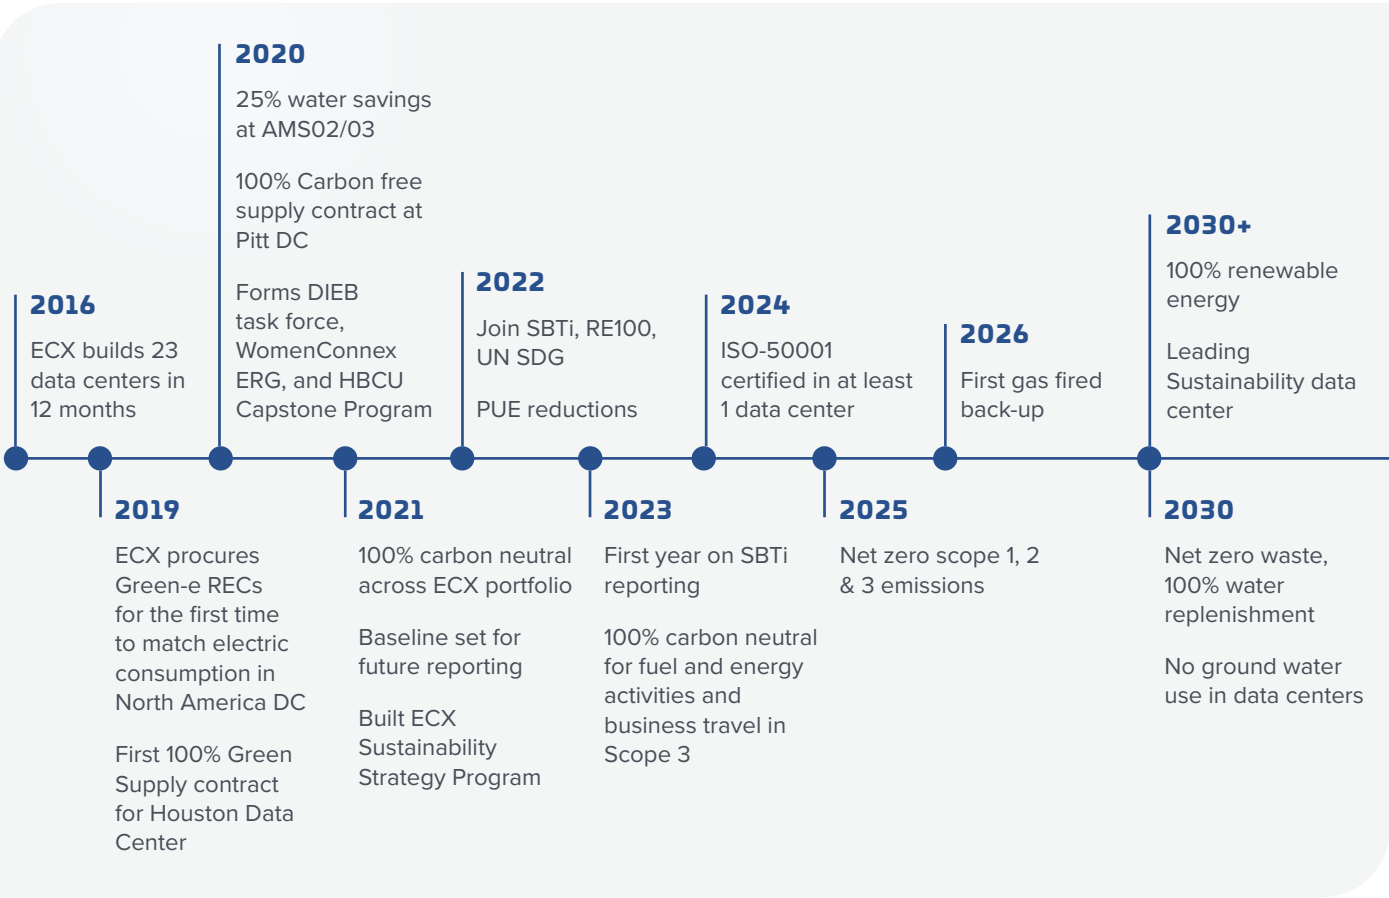 2016
ECX builds 23
data centers in
12 months
2019
ECX procures
Green-e RECs
for the first time
to match electric
consumption in
North America DC
First 100% Green
Supply contract
for Houston Data
Center
2020
25% water savings
at AMS02/03
100% Carbon free
supply contract at
Pitt DC
Forms DIEB
task force,
WomenConnex
ERG, and HBCU
Capstone Program
2021
100% carbon neutral
across ECX portfolio
Baseline set for
future reporting
Built ECX
Sustainability
Strategy Program
2022
Join SBTi, RE100,
UN SDG
PUE reductions
2023
First year on SBTi
reporting
100% carbon neutral
for fuel and energy
activities and
business travel in
Scope 3
2024
ISO-50001
certified in at least
1 data center
2025
Net zero scope 1, 2
& 3 emissions
2026
First gas fired
back-up
2030+
100% renewable
energy
Leading
Sustainability data
center
2030
Net zero waste,
100% water
replenishment
No ground water
use in data centers